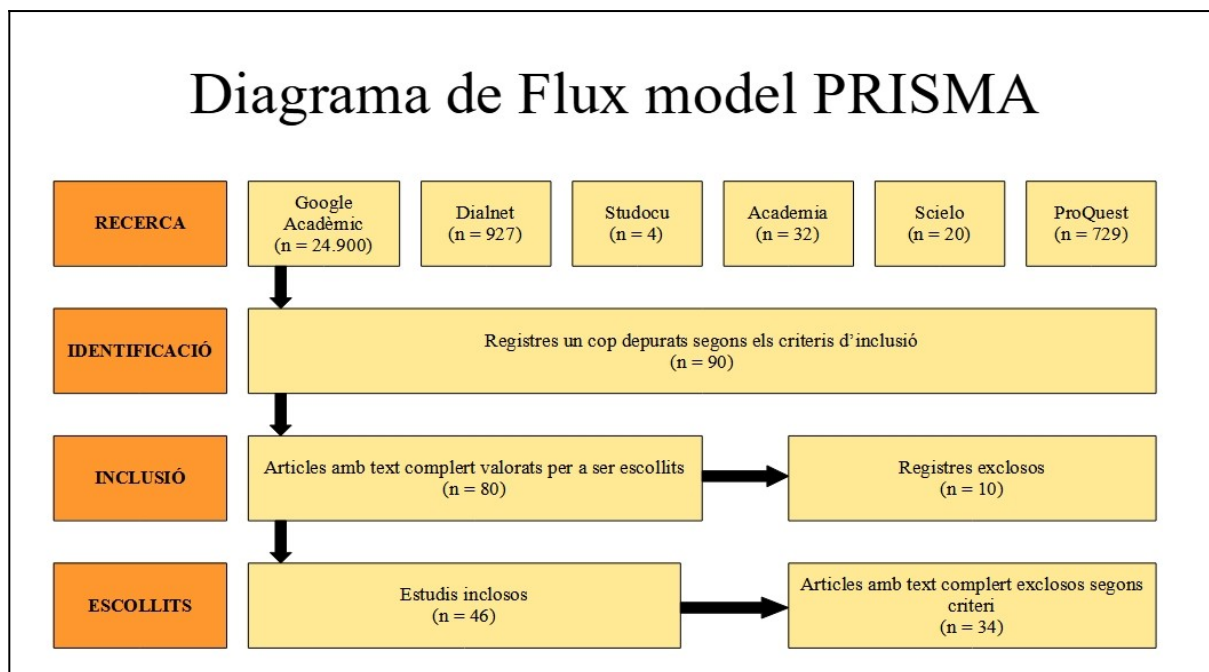 Diagrama de Flux model PRISMA
RECERCA
Google
Acadèmic
(n = 24.900)
Dialnet
(n = 927)
Studocu
(n = 4)
Academia
(n = 32)
Scielo
(n = 20)
ProQuest
(n = 729)
IDENTIFICACIÓ
Registres un cop depurats segons els criteris d’inclusió
(n = 90)
INCLUSIÓ
Articles amb text complert valorats per a ser escollits
(n = 80)
Registres exclosos
(n = 10)
ESCOLLITS
Estudis inclosos
(n = 46)
Articles amb text complert exclosos segons
criteri
(n = 34)